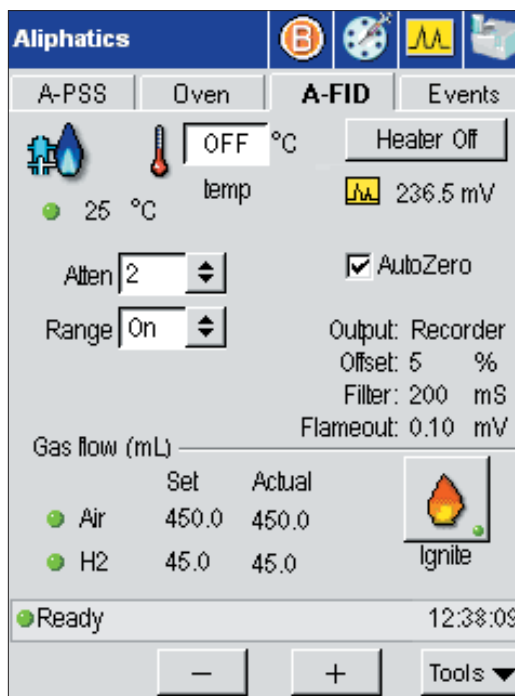 Aliphatics B
A-PSS Oven A-FID Events
OFF °C Heater Off
temp 236.5 mV
25 °C
Atten 2 AutoZero
Range On Output: Recorder
Offset: 5 %
Filter: 200 mS
Flameout: 0.10 mV
Gas flow (mL)
Set Actual
Air 450.0 450.0
H2 45.0 45.0 Ignite
Ready 12:38:09
– + Tools